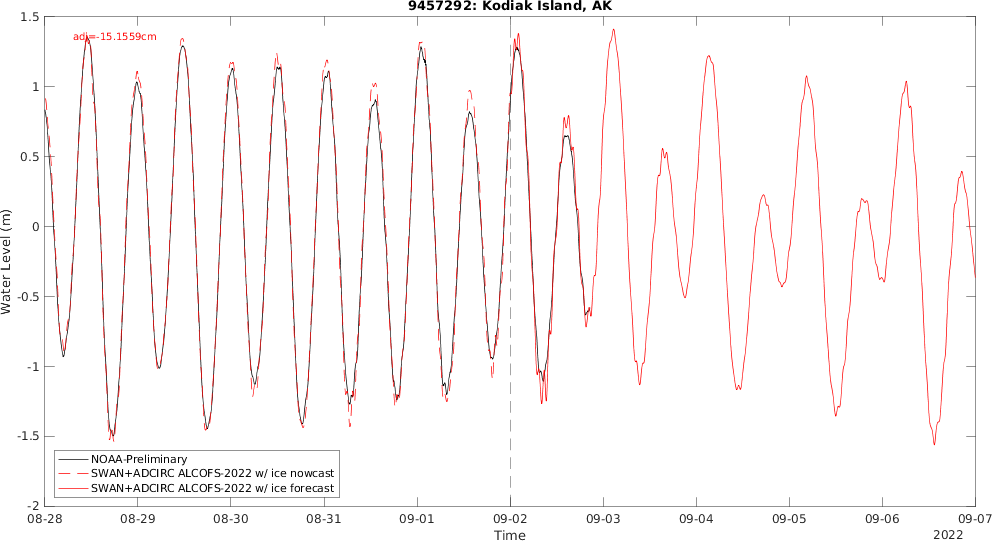 9457292: Kodiak Island, AK
adj=-15.1559cm
Water Level (m)
1.5
1
0.5
0
-0.5
-1
-1.5
-2
NOAA-Preliminary
SWAN+ADCIRC ALCOFS-2022 w/ ice nowcast
SWAN+ADCIRC ALCOFS-2022 w/ ice forecast
08-28 08-29 08-30 08-31 09-01 09-02 09-03 09-04 09-05 09-06 09-07
Time
2022